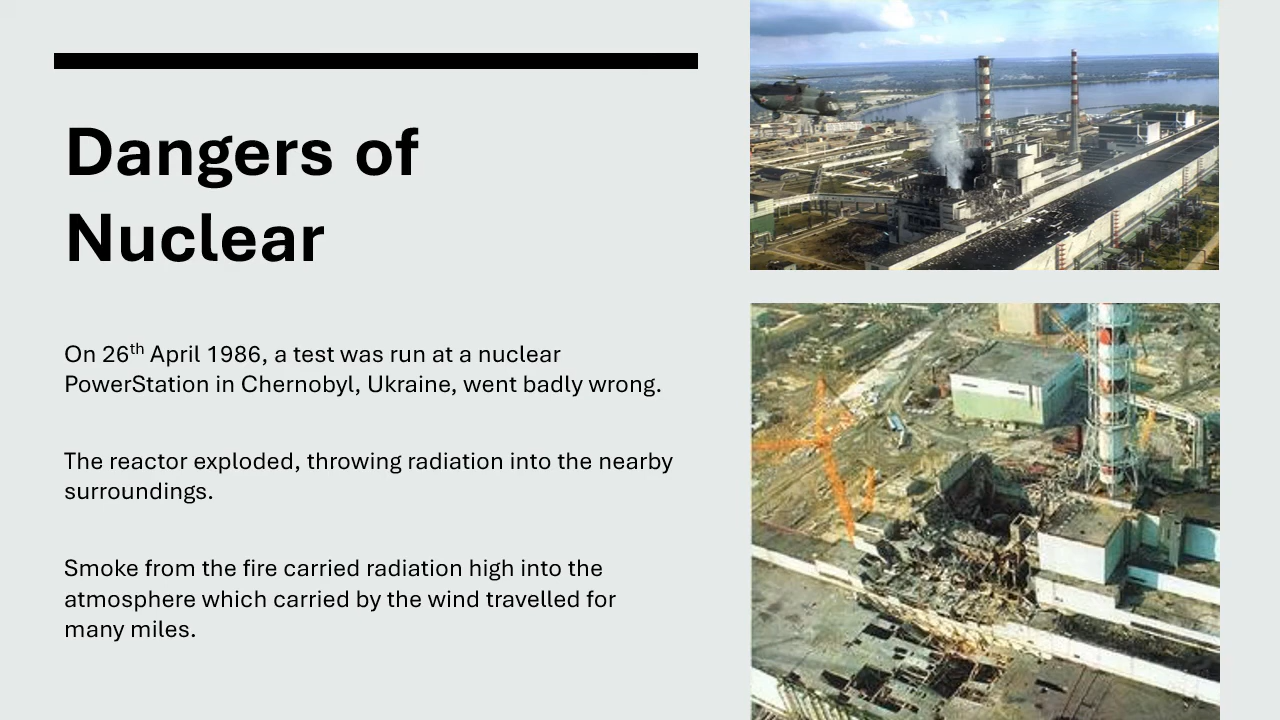 Dangers of
Nuclear
On 26th April 1986, a test was run at a nuclear
PowerStation in Chernobyl, Ukraine, went badly wrong.
The reactor exploded, throwing radiation into the nearby
surroundings.
Smoke from the fire carried radiation high into the
atmosphere which carried by the wind travelled for
many miles.